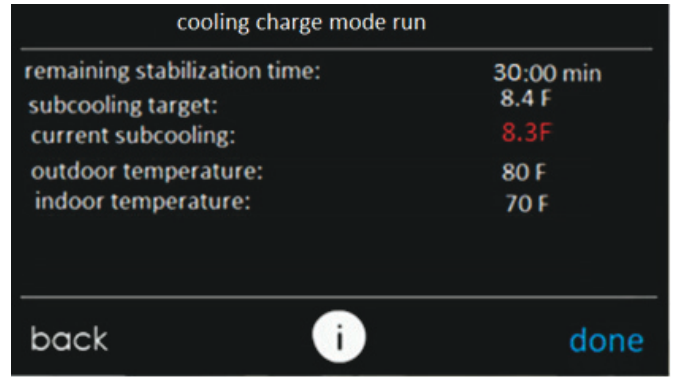 cooling charge mode run
remaining stabilization time: 30:00 min
subcooling target: 8.4 F
current subcooling: 8.3F
outdoor temperature: 80 F
indoor temperature: 70 F
back i done